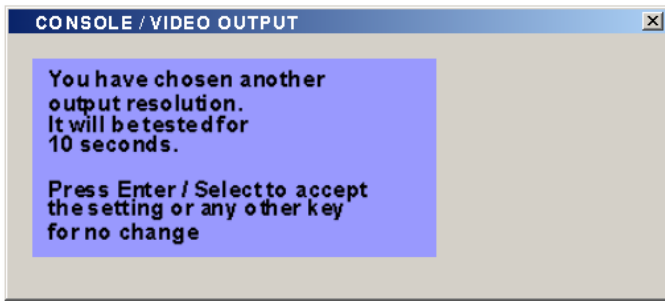 CONSOLE / VIDEO OUTPUT
You have chosen another
output resolution.
It will be tested for
10 seconds.
Press Enter / Select to accept
the setting or any other key
for no change